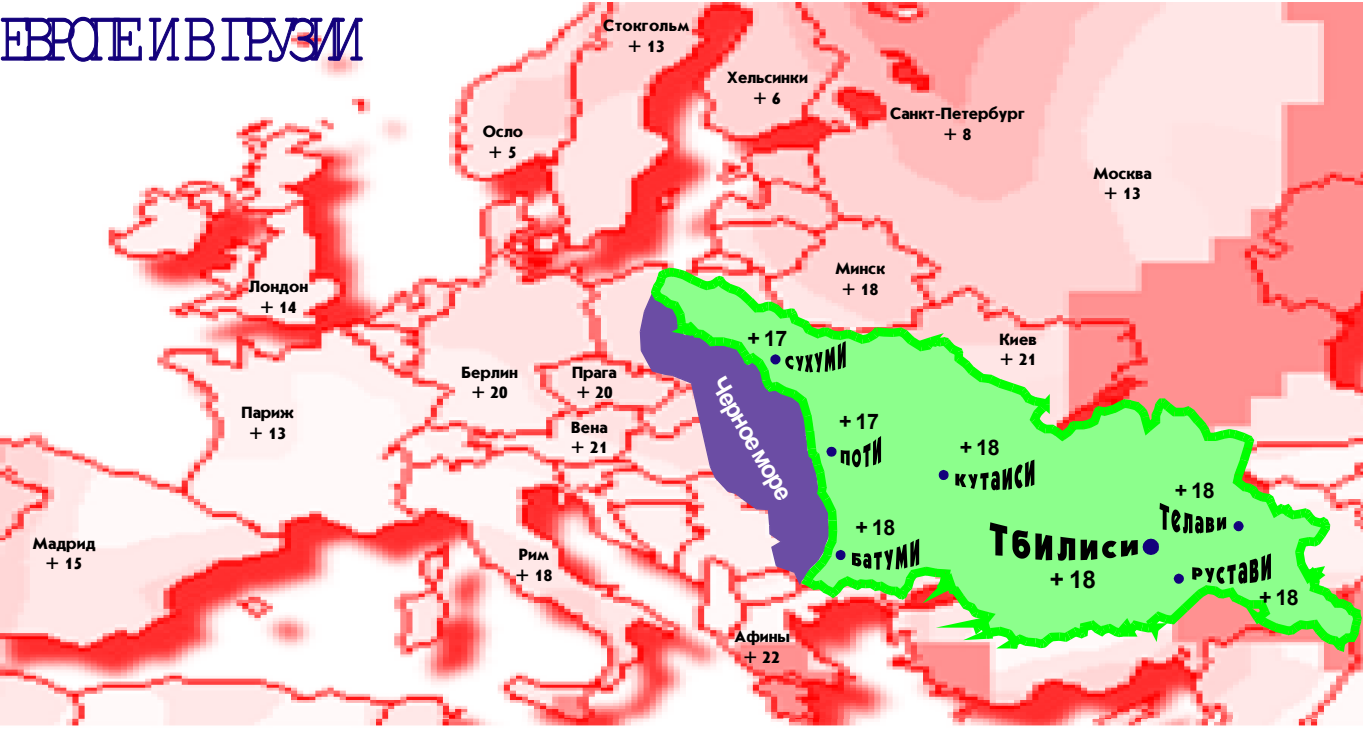 ЕВРОПЕ И В ГРУЗИИ
Стокгольм
+ 13
Хельсинки
+ 6
Санкт-Петербург
+ 8
Осло
+ 5
Москва
+ 13
Минск
+ 18
Лондон
+ 14
Киев
+ 21
+ 17
СУХУМИ
Берлин
+ 20
Прага
+ 20
Париж
+ 13
Вена
+ 21
Черное море
+ 17
ПОТИ
+ 18
КУТАИСИ
+ 18
Телави
Мадрид
+ 15
Рим
+ 18
+ 18
БАТУМИ
Тбилиси
+ 18
РУСТАВИ
+ 18
Афины
+ 22